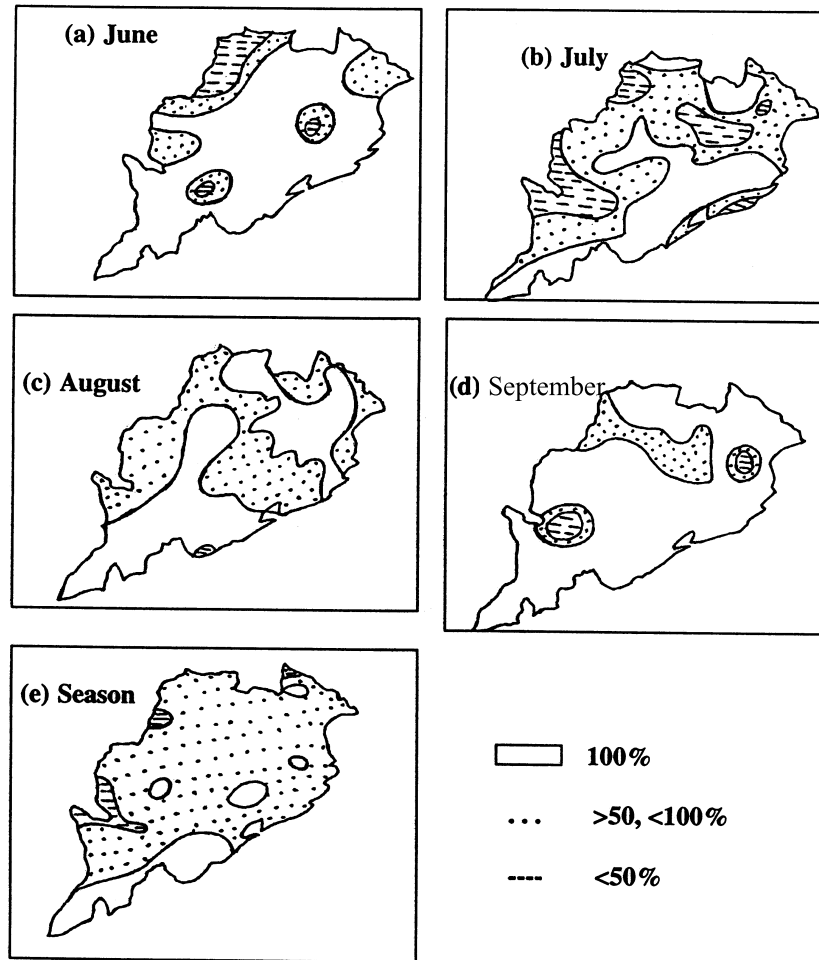 (a) June
(b) July
(c) August
(d) September
(e) Season
100%
... >50, <100%
---- <50%